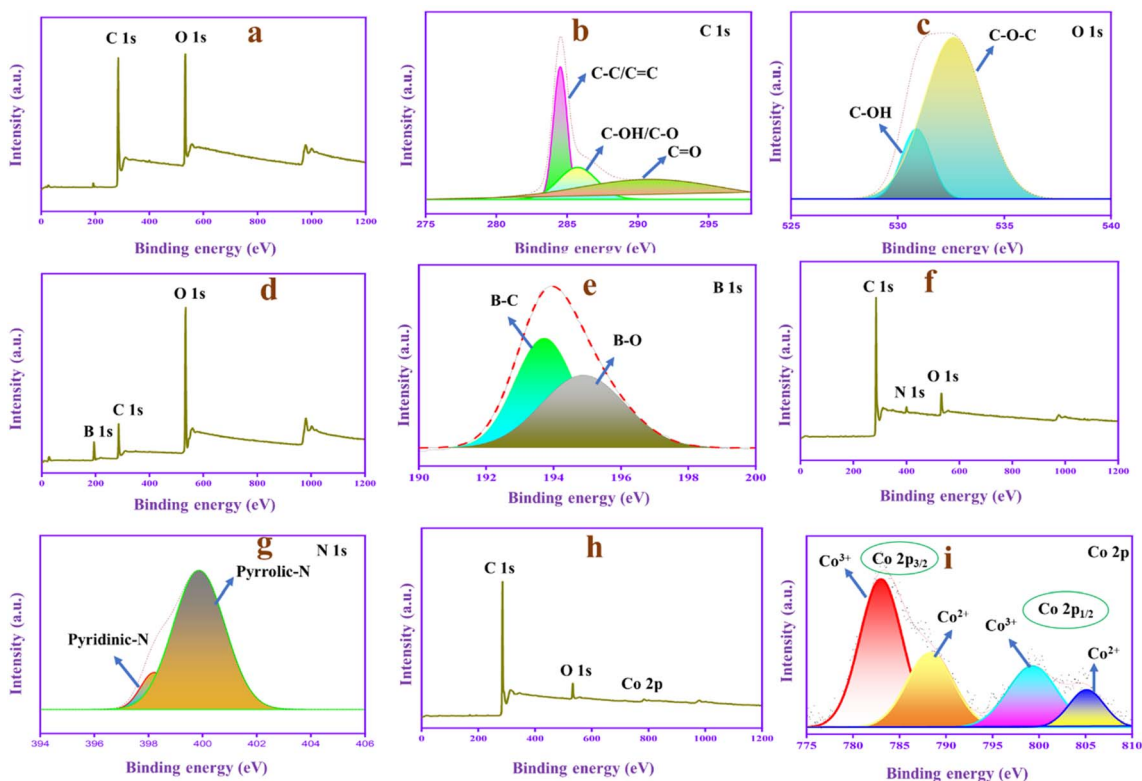 a
C 1s
O 1s
Intensity (a.u.)
0 200 400 600 800 1000 1200
Binding energy (eV)
b
C 1s
C-C/C=C
C-OH/C-O
C=O
Intensity (a.u.)
275 280 285 290 295
Binding energy (eV)
c
O 1s
C-O-C
C-OH
Intensity (a.u.)
525 530 535 540
Binding energy (eV)
d
O 1s
C 1s
B 1s
Intensity (a.u.)
0 200 400 600 800 1000 1200
Binding energy (eV)
e
B 1s
B-C
B-O
Intensity (a.u.)
190 192 194 196 198 200
Binding energy (eV)
f
C 1s
N 1s
O 1s
Intensity (a.u.)
0 200 400 600 800 1000 1200
Binding energy (eV)
g
N 1s
Pyrrolic-N
Pyridinic-N
Intensity (a.u.)
394 396 398 400 402 404 406
Binding energy (eV)
h
C 1s
O 1s
Co 2p
Intensity (a.u.)
0 200 400 600 800 1000 1200
Binding energy (eV)
i
Co 2p
Co³⁺
Co 2p₃/₂
Co²⁺
Co³⁺
Co 2p₁/₂
Co²⁺
Intensity (a.u.)
775 780 785 790 795 800 805 810
Binding energy (eV)